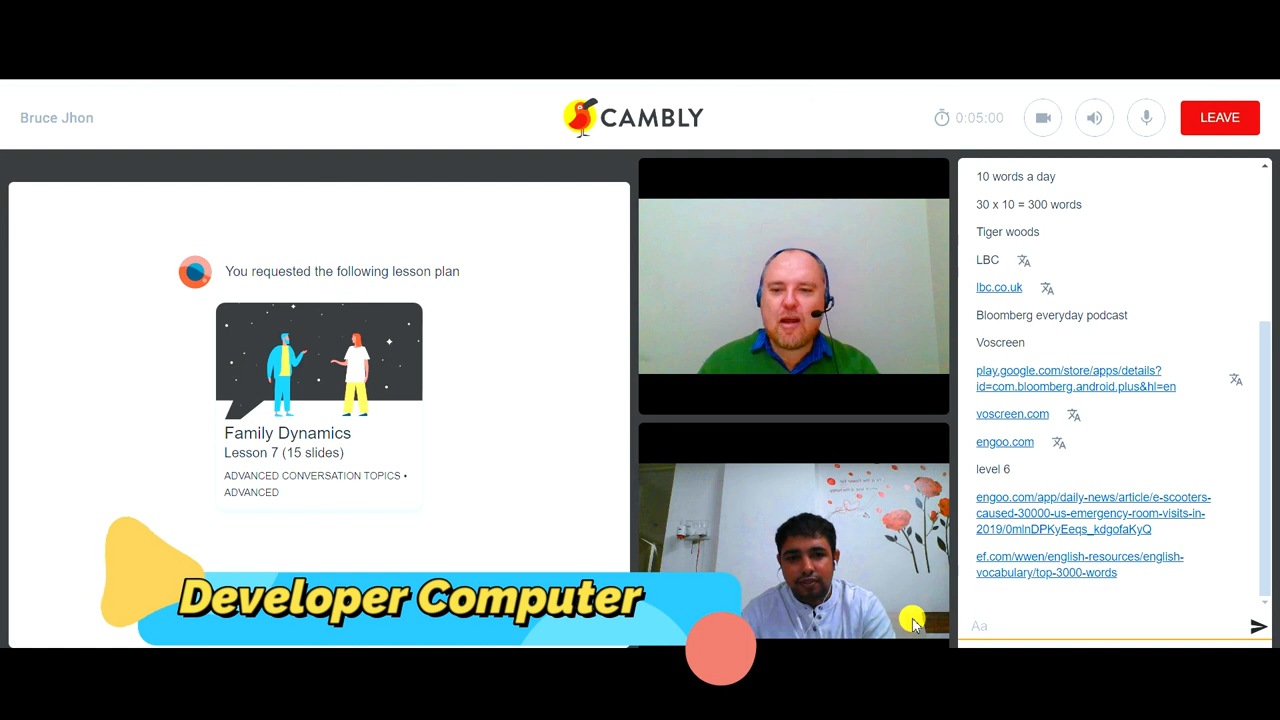 Bruce Jhon
CAMBLY
0:05:00
LEAVE
You requested the following lesson plan
Family Dynamics
Lesson 7 (15 slides)
ADVANCED CONVERSATION TOPICS •
ADVANCED
Developer Computer
10 words a day
30 x 10 = 300 words
Tiger woods
LBC
lbc.co.uk
Bloomberg everyday podcast
Voscreen
play.google.com/store/apps/details?
id=com.bloomberg.android.plus&hl=en
voscreen.com
engoo.com
level 6
engoo.com/app/daily-news/article/e-scooters-
caused-30000-us-emergency-room-visits-in-
2019/0mlnDPKyEeqs_kdgofaKyQ
ef.com/wwen/english-resources/english-
vocabulary/top-3000-words
Aa